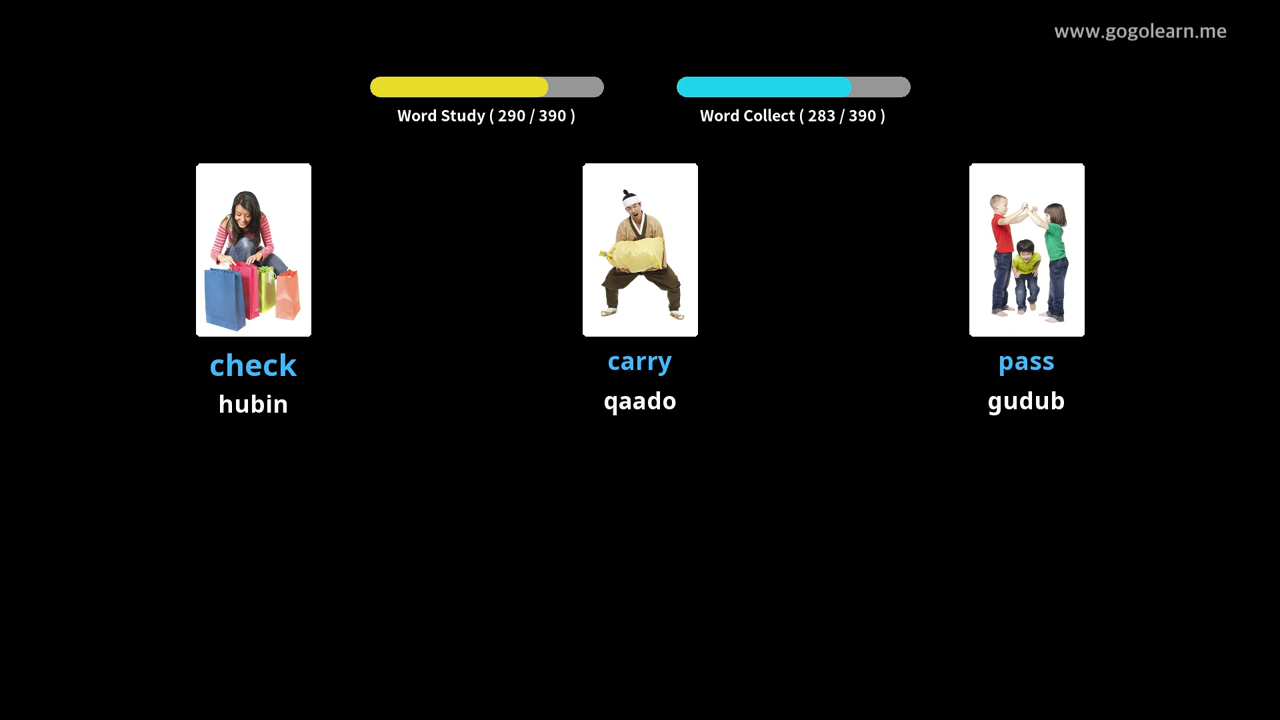 www.gogolearn.me
Word Study ( 290 / 390 )
Word Collect ( 283 / 390 )
check
hubin
carry
qaado
pass
gudub